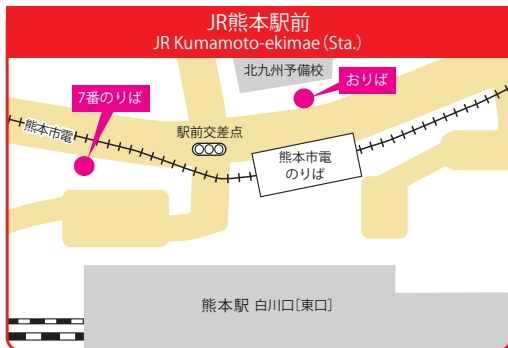 JR熊本駅前
JR Kumamoto-ekimae (Sta.)
北九州予備校
7番のりば
おりば
熊本市電
駅前交差点
熊本市電
のりば
熊本駅 白川口[東口]